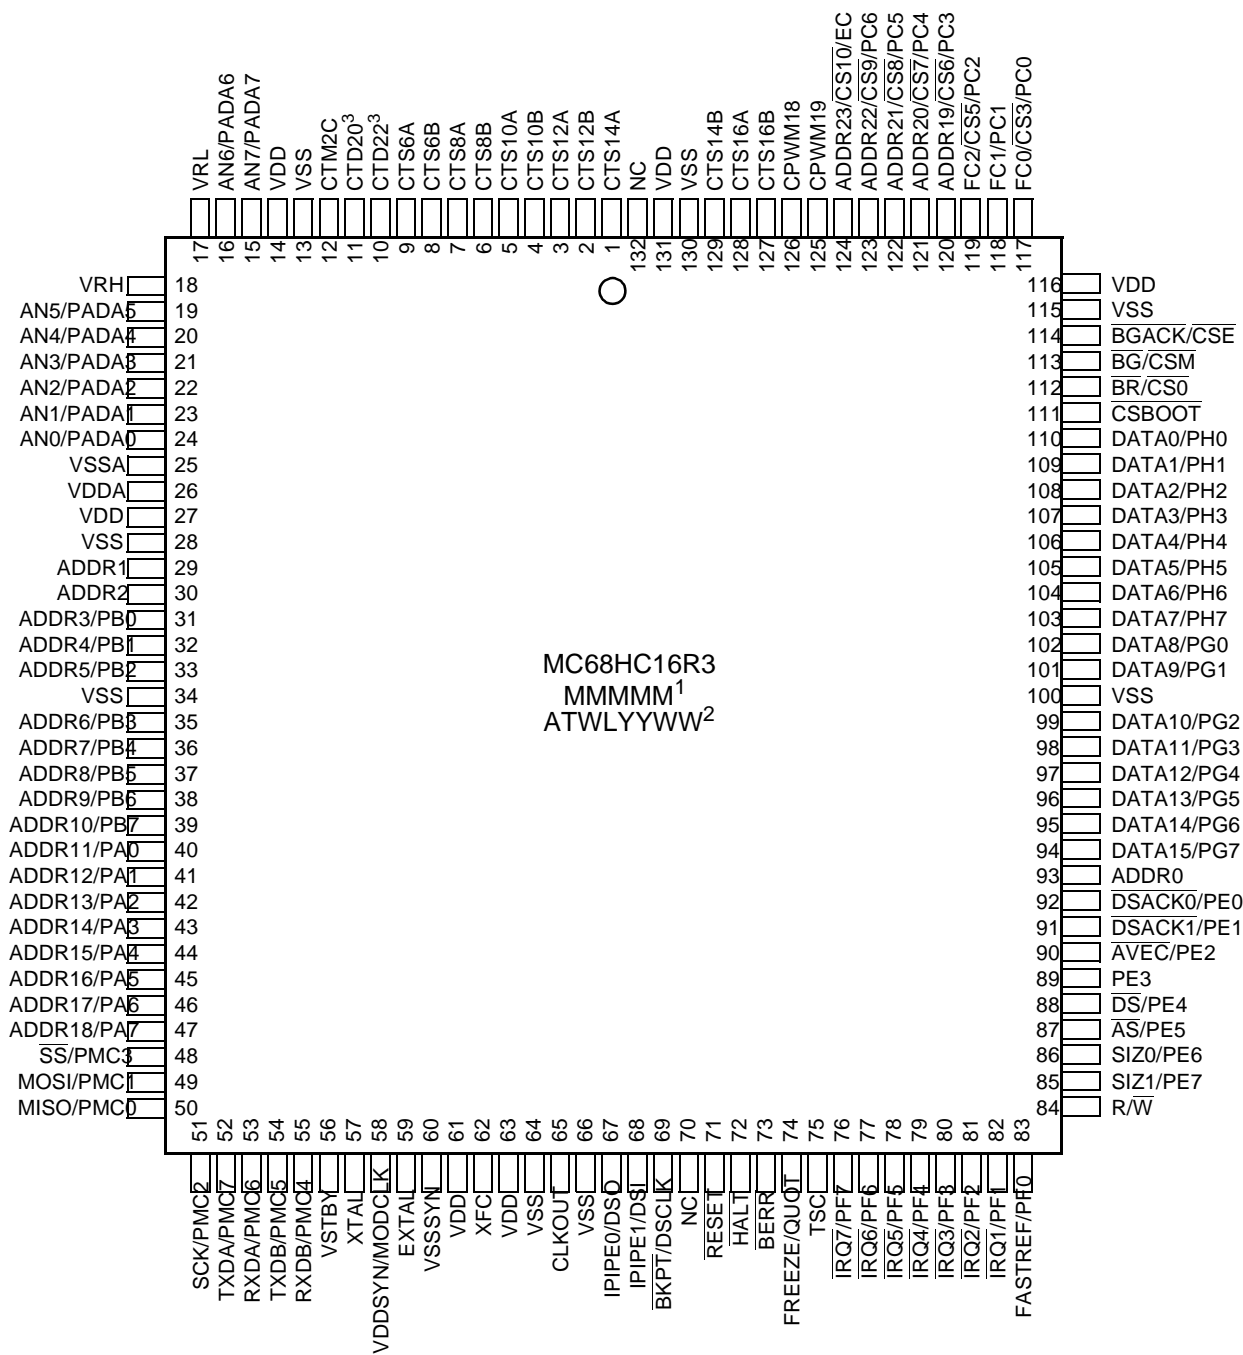 VRL
AN6/PADA6
AN7/PADA7
VDD
VSS
CTM2C
CTD20³
CTD22³
CTS6A
CTS6B
CTS8A
CTS8B
CTS10A
CTS10B
CTS12A
CTS12B
CTS14A
NC
VDD
VSS
CTS14B
CTS16A
CTS16B
CPWM18
CPWM19
ADDR23/CS10/EC
ADDR22/CS9/PC6
ADDR21/CS8/PC5
ADDR20/CS7/PC4
ADDR19/CS6/PC3
FC2/CS5/PC2
FC1/PC1
FC0/CS3/PC0
17 16 15 14 13 12 11 10 9 8 7 6 5 4 3 2 1 132 131 130 129 128 127 126 125 124 123 122 121 120 119 118 117
VRH 18 116 VDD
AN5/PADA5 19 115 VSS
AN4/PADA4 20 114 BGACK/CSE
AN3/PADA3 21 113 BG/CSM
AN2/PADA2 22 112 BR/CS0
AN1/PADA1 23 111 CSBOOT
AN0/PADA0 24 110 DATA0/PH0
VSSA 25 109 DATA1/PH1
VDDA 26 108 DATA2/PH2
VDD 27 107 DATA3/PH3
VSS 28 106 DATA4/PH4
ADDR1 29 105 DATA5/PH5
ADDR2 30 104 DATA6/PH6
ADDR3/PB0 31 103 DATA7/PH7
ADDR4/PB1 32 102 DATA8/PG0
ADDR5/PB2 33 101 DATA9/PG1
VSS 34 100 VSS
ADDR6/PB3 35 99 DATA10/PG2
ADDR7/PB4 36 98 DATA11/PG3
ADDR8/PB5 37 97 DATA12/PG4
ADDR9/PB6 38 96 DATA13/PG5
ADDR10/PB7 39 95 DATA14/PG6
ADDR11/PA0 40 94 DATA15/PG7
ADDR12/PA1 41 93 ADDR0
ADDR13/PA2 42 92 DSACK0/PE0
ADDR14/PA3 43 91 DSACK1/PE1
ADDR15/PA4 44 90 AVEC/PE2
ADDR16/PA5 45 89 PE3
ADDR17/PA6 46 88 DS/PE4
ADDR18/PA7 47 87 AS/PE5
SS/PMC3 48 86 SIZ0/PE6
MOSI/PMC1 49 85 SIZ1/PE7
MISO/PMC0 50 84 R/W
MC68HC16R3
MMMMM¹
ATWLYYWW²
51 52 53 54 55 56 57 58 59 60 61 62 63 64 65 66 67 68 69 70 71 72 73 74 75 76 77 78 79 80 81 82 83
SCK/PMC2
TXDA/PMC7
RXDA/PMC6
TXDB/PMC5
RXDB/PMC4
VSTBY
XTAL
VDDSYN/MODCLK
EXTAL
VSSSYN
VDD
XFC
VDD
VSS
CLKOUT
VSS
IPIPE0/DSO
IPIPE1/DSI
BKPT/DSCLK
NC
RESET
HALT
BERR
FREEZE/QUOT
TSC
IRQ7/PF7
IRQ6/PF6
IRQ5/PF5
IRQ4/PF4
IRQ3/PF3
IRQ2/PF2
IRQ1/PF1
FASTREF/PF0